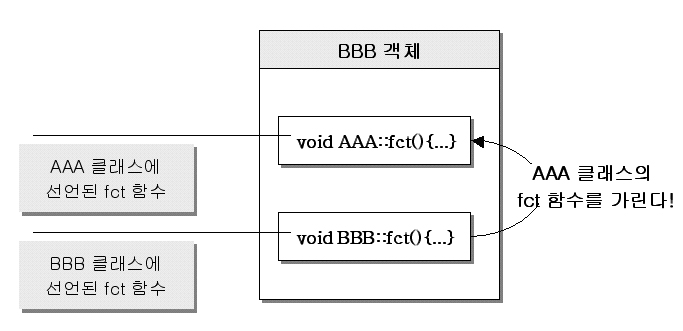 BBB 객체
void AAA::fct(){...}
AAA 클래스에
선언된 fct 함수
AAA 클래스의
fct 함수를 가린다!
void BBB::fct(){...}
BBB 클래스에
선언된 fct 함수